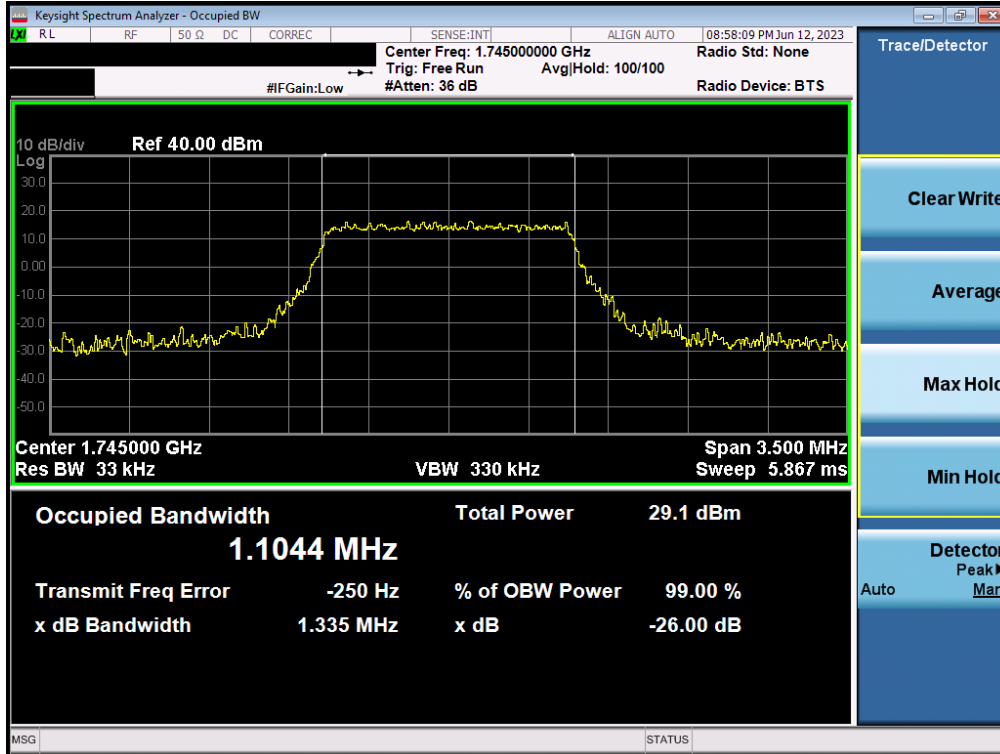 Keysight Spectrum Analyzer - Occupied BW
LXI RL RF 50 Ω DC CORREC SENSE:INT ALIGN AUTO 08:58:09 PM Jun 12, 2023
Center Freq: 1.745000000 GHz Radio Std: None
Trig: Free Run Avg|Hold: 100/100
#IFGain:Low #Atten: 36 dB Radio Device: BTS
Trace/Detector
10 dB/div Ref 40.00 dBm
Log
30.0
20.0
10.0
0.00
-10.0
-20.0
-30.0
-40.0
-50.0
Center 1.745000 GHz Span 3.500 MHz
Res BW 33 kHz VBW 330 kHz Sweep 5.867 ms
Occupied Bandwidth Total Power 29.1 dBm
1.1044 MHz
Transmit Freq Error -250 Hz % of OBW Power 99.00 %
x dB Bandwidth 1.335 MHz x dB -26.00 dB
Clear Write
Average
Max Hold
Min Hold
Detector
Peak
Auto Man
MSG STATUS